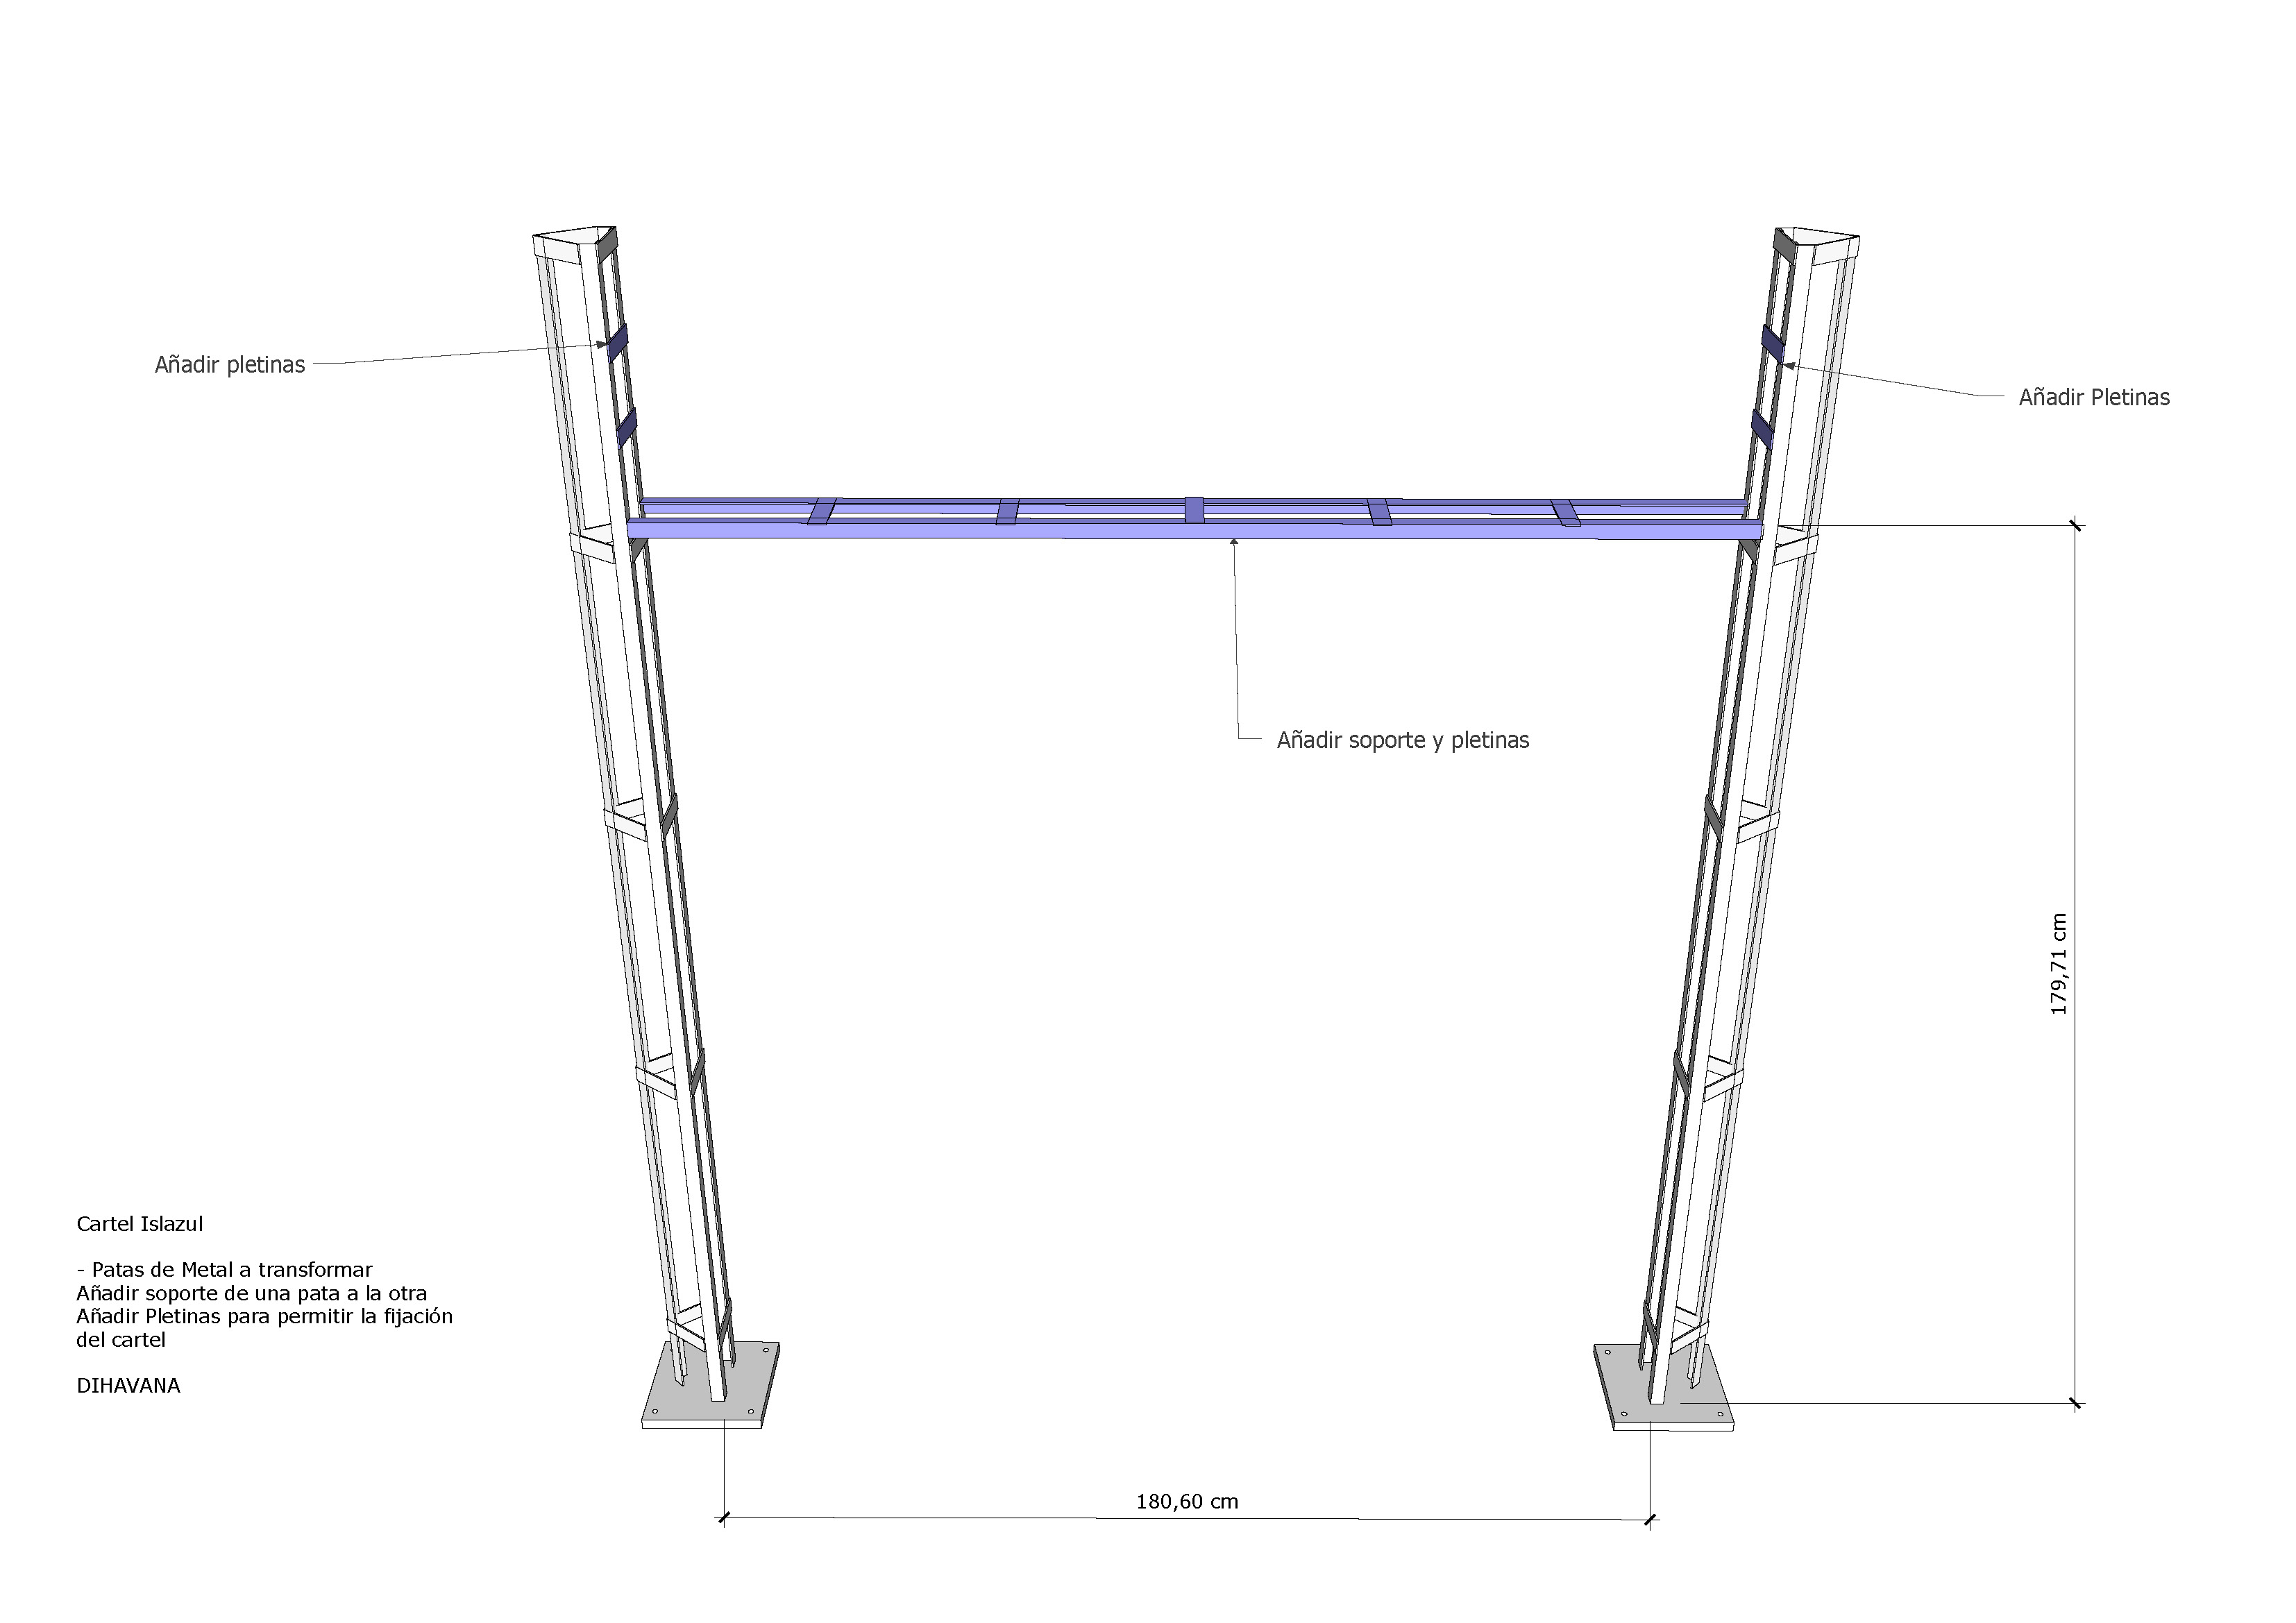 Añadir pletinas
Añadir Pletinas
Añadir soporte y pletinas
179,71 cm
Cartel Islazul
- Patas de Metal a transformar
Añadir soporte de una pata a la otra
Añadir Pletinas para permitir la fijación
del cartel
DIHAVANA
180,60 cm